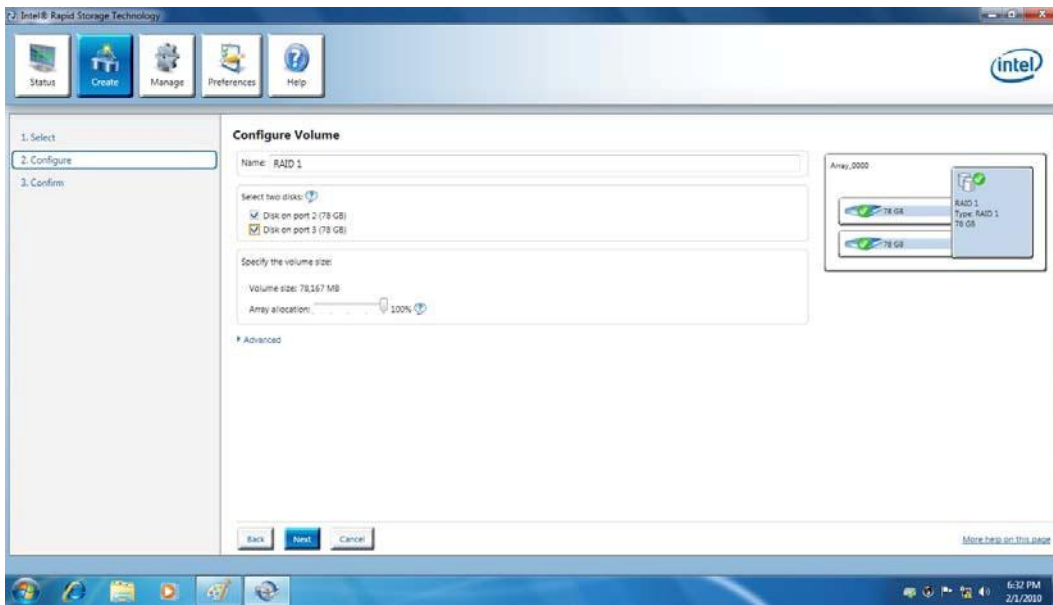 Intel® Rapid Storage Technology
Status
Create
Manage
Preferences
Help
intel
1. Select
2. Configure
3. Confirm
Configure Volume
Name: RAID 1
Select two disks:
Disk on port 2 (78 GB)
Disk on port 3 (78 GB)
Specify the volume size:
Volume size: 78,167 MB
Array allocation: 100%
Advanced
Array_0000
78 GB
78 GB
RAID 1
Type: RAID 1
78 GB
Back
Next
Cancel
More help on this page
6:32 PM
2/1/2010